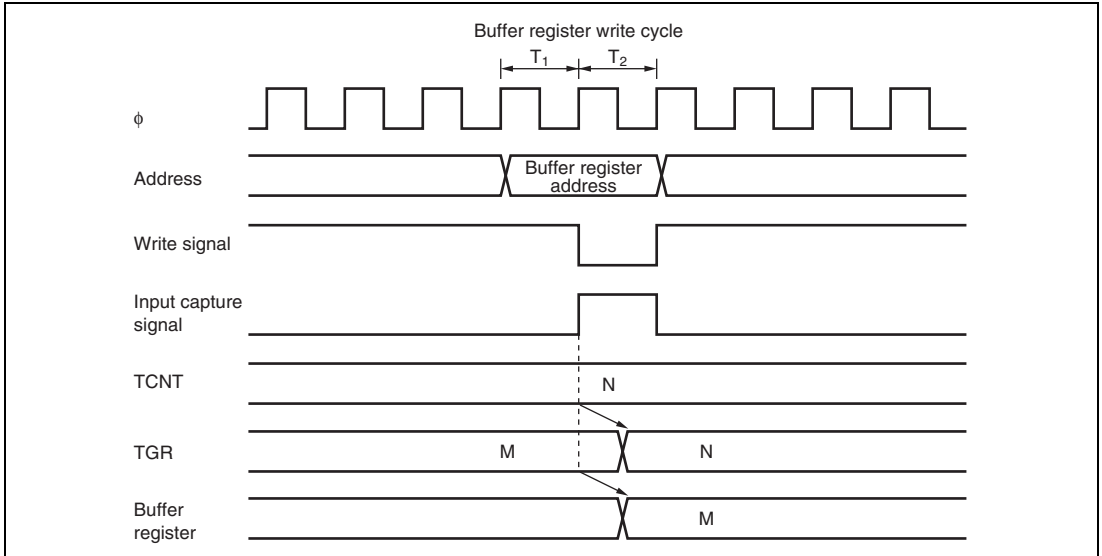 Buffer register write cycle
T₁ T₂
ϕ
Address
Buffer register
address
Write signal
Input capture
signal
TCNT
N
TGR
M N
Buffer
register
M